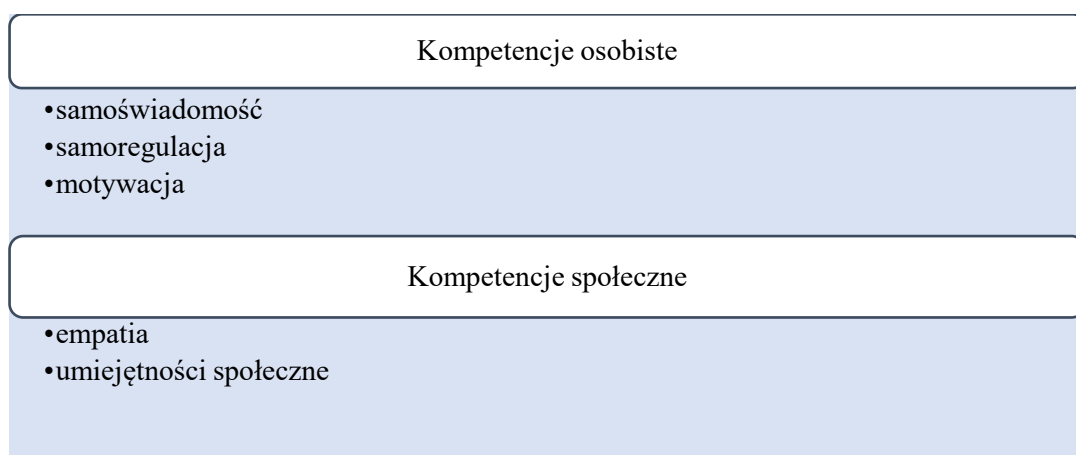 Kompetencje osobiste
•samoświadomość
•samoregulacja
•motywacja
Kompetencje społeczne
•empatia
•umiejętności społeczne